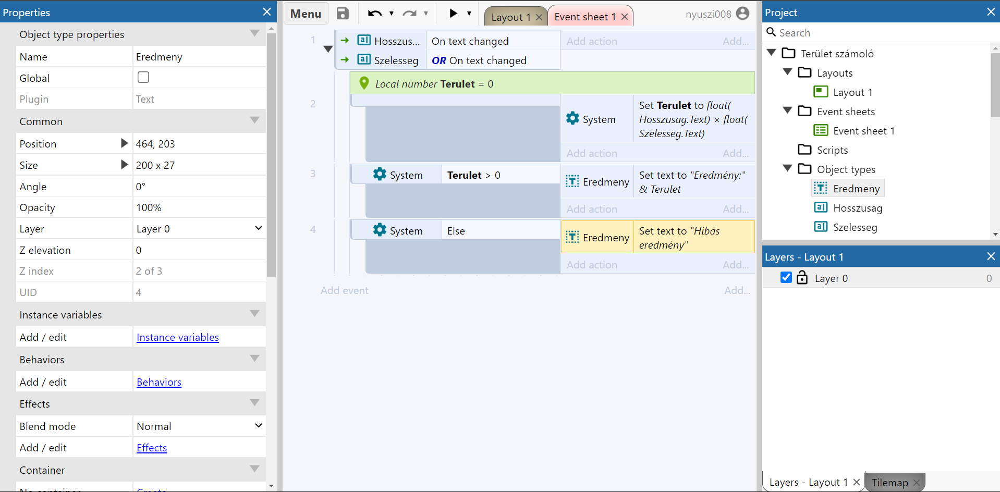 Properties
Object type properties
Name Eredmeny
Global
Plugin Text
Common
Position 464, 203
Size 200 x 27
Angle 0°
Opacity 100%
Layer Layer 0
Z elevation 0
Z index 2 of 3
UID 4
Instance variables
Add / edit Instance variables
Behaviors
Add / edit Behaviors
Effects
Blend mode Normal
Add / edit Effects
Container
No container Create
Menu
Layout 1
Event sheet 1
nyuszi008
1
Hosszus... On text changed
Add action Add...
Szelesseg OR On text changed
Local number Terulet = 0
2
System
Set Terulet to float(
Hosszusag.Text) × float(
Szelesseg.Text)
Add action Add...
3
System Terulet > 0
Eredmeny
Set text to "Eredmény:"
& Terulet
Add action Add...
4
System Else
Eredmeny
Set text to "Hibás
eredmény"
Add action Add...
Add event Add...
Project
Search
Terület számoló
Layouts
Layout 1
Event sheets
Event sheet 1
Scripts
Object types
Eredmeny
Hosszusag
Szelesseg
Layers - Layout 1
Layer 0 0
Layers - Layout 1
Tilemap